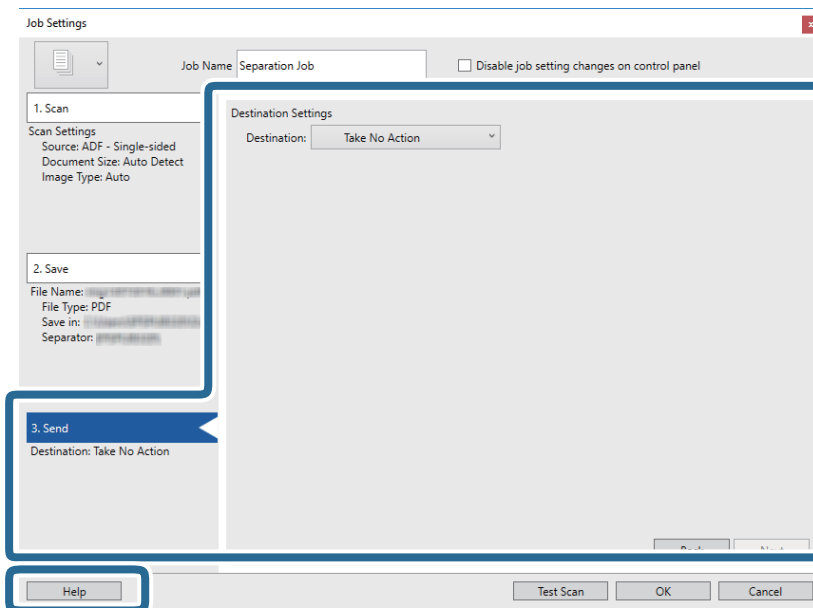 Job Settings
Job Name Separation Job Disable job setting changes on control panel
1. Scan
Scan Settings
Source: ADF - Single-sided
Document Size: Auto Detect
Image Type: Auto
Destination Settings
Destination: Take No Action
2. Save
File Name:
File Type: PDF
Save in:
Separator:
3. Send
Destination: Take No Action
Help Test Scan OK Cancel